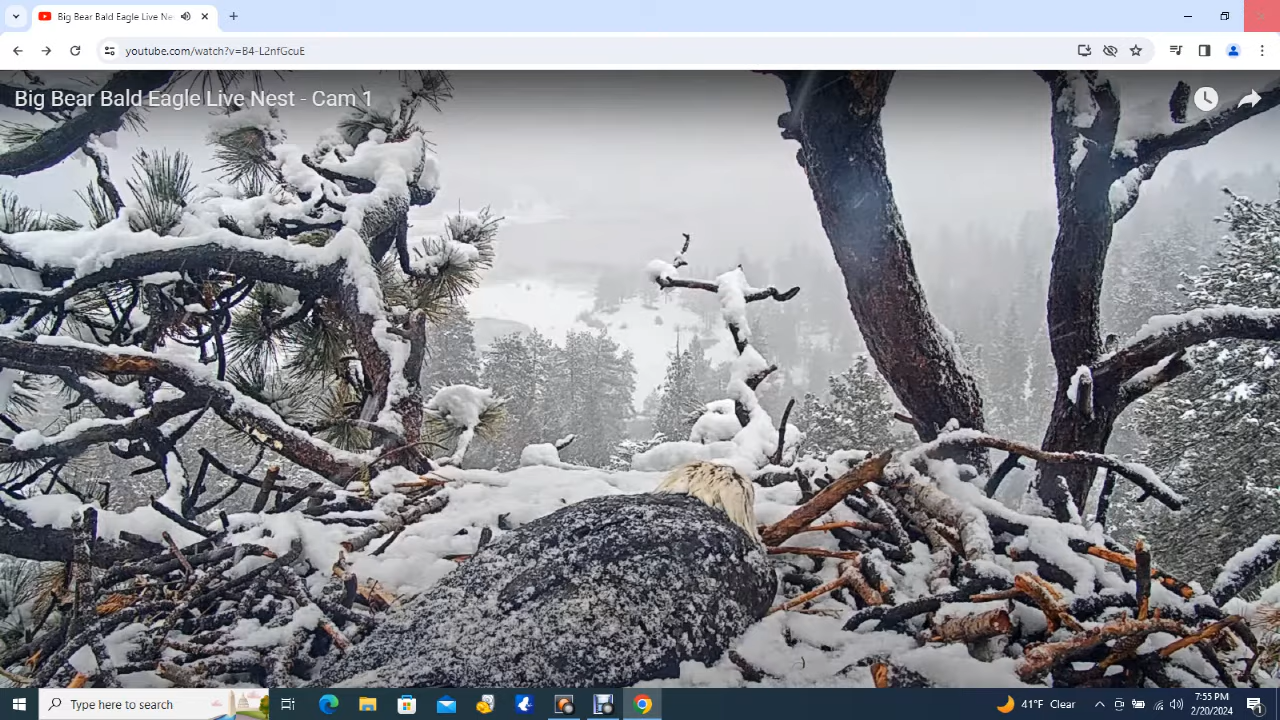 Big Bear Bald Eagle Live Ne
youtube.com/watch?v=B4-L2nfGcuE
Big Bear Bald Eagle Live Nest - Cam 1
Type here to search
41°F Clear
7:55 PM
2/20/2024
1